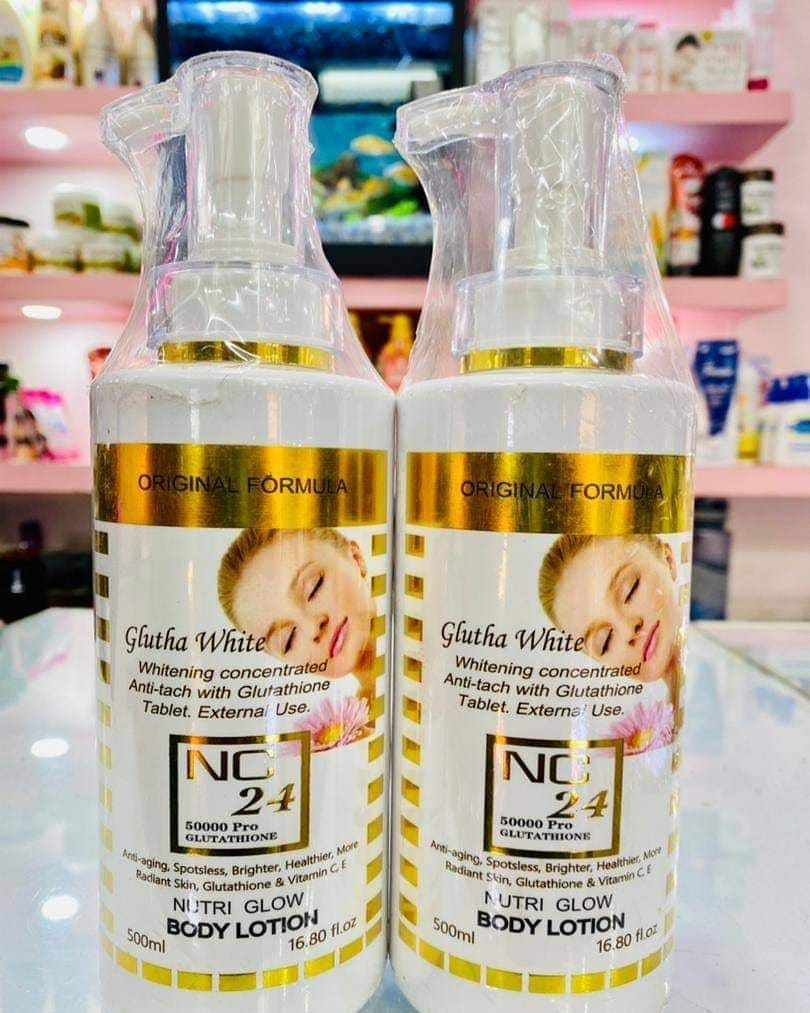 ORIGINAL FORMULA
Glutha White
Whitening concentrated
Anti-tach with Glutathione
Tablet. External Use.
NC
24
50000 Pro
GLUTATHIONE
Anti-aging, Spotsless, Brighter, Healthier, More
Radiant Skin, Glutathione & Vitamin C, E
NUTRI GLOW
BODY LOTION
500ml
16.80 fl.oz
ORIGINAL FORMULA
Glutha White
Whitening concentrated
Anti-tach with Glutathione
Tablet. External Use.
NC
24
50000 Pro
GLUTATHIONE
Anti-aging, Spotsless, Brighter, Healthier, More
Radiant Skin, Glutathione & Vitamin C, E
NUTRI GLOW
BODY LOTION
500ml
16.80 fl.oz